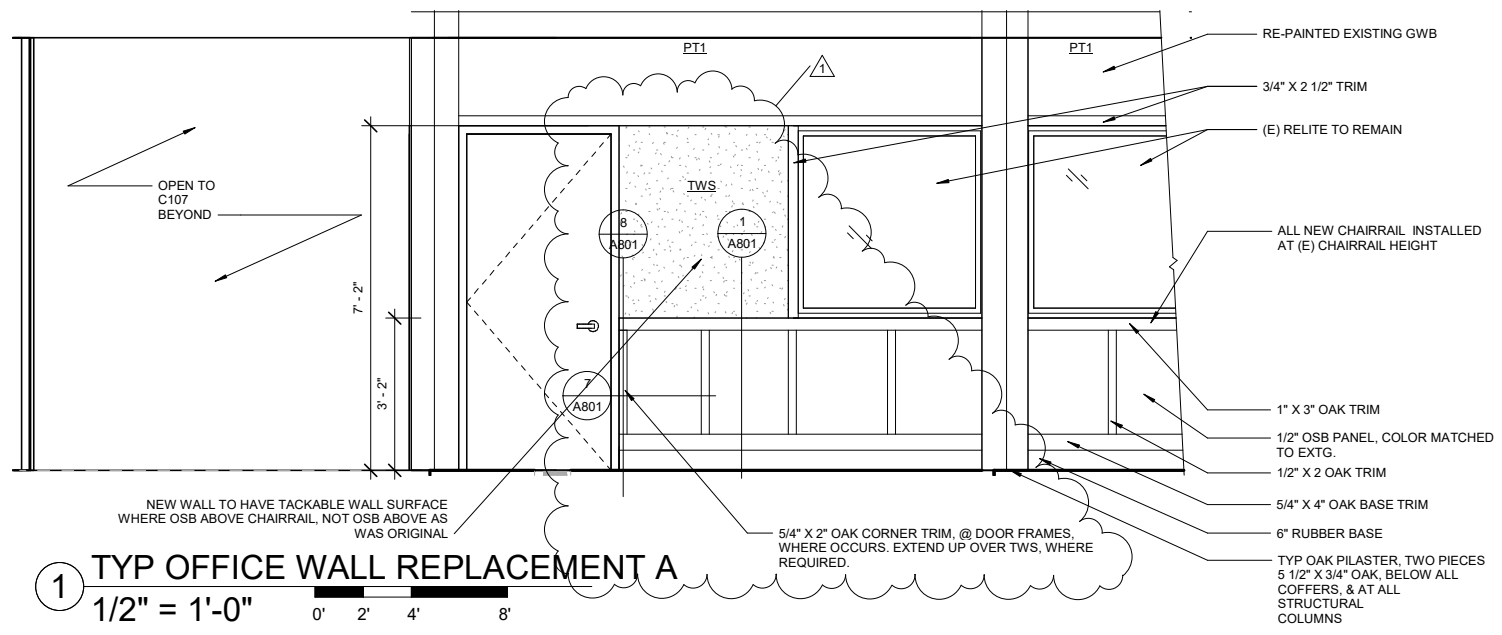 PT1
PT1
1
RE-PAINTED EXISTING GWB
3/4" X 2 1/2" TRIM
(E) RELITE TO REMAIN
OPEN TO
C107
BEYOND
TWS
8
A801
1
A801
ALL NEW CHAIRRAIL INSTALLED
AT (E) CHAIRRAIL HEIGHT
7' - 2"
3' - 2"
7
A801
1" X 3" OAK TRIM
1/2" OSB PANEL, COLOR MATCHED
TO EXTG.
1/2" X 2 OAK TRIM
5/4" X 4" OAK BASE TRIM
6" RUBBER BASE
TYP OAK PILASTER, TWO PIECES
5 1/2" X 3/4" OAK, BELOW ALL
COFFERS, & AT ALL
STRUCTURAL
COLUMNS
NEW WALL TO HAVE TACKABLE WALL SURFACE
WHERE OSB ABOVE CHAIRRAIL, NOT OSB ABOVE AS
WAS ORIGINAL
5/4" X 2" OAK CORNER TRIM, @ DOOR FRAMES,
WHERE OCCURS. EXTEND UP OVER TWS, WHERE
REQUIRED.
1
TYP OFFICE WALL REPLACEMENT A
1/2" = 1'-0"
0' 2' 4' 8'